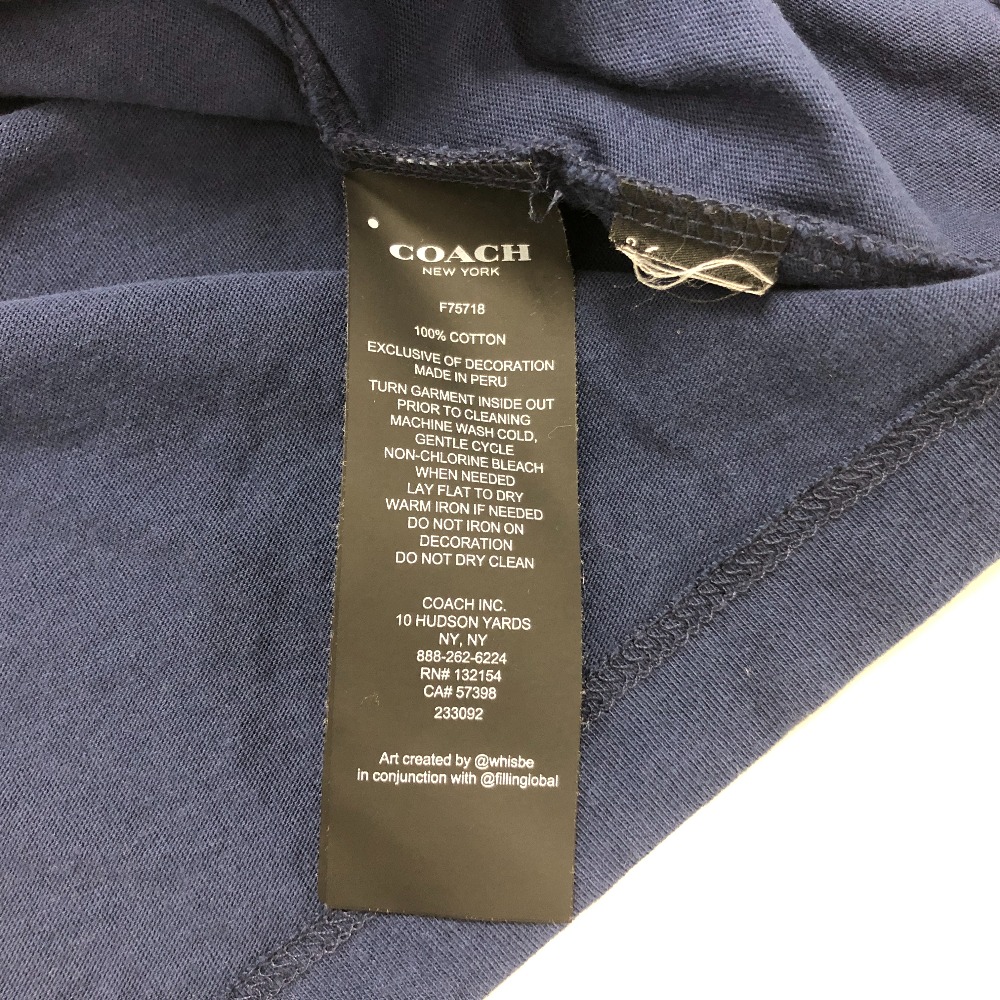 COACH
NEW YORK
F75718
100% COTTON
EXCLUSIVE OF DECORATION
MADE IN PERU
TURN GARMENT INSIDE OUT
PRIOR TO CLEANING
MACHINE WASH COLD,
GENTLE CYCLE
NON-CHLORINE BLEACH
WHEN NEEDED
LAY FLAT TO DRY
WARM IRON IF NEEDED
DO NOT IRON ON
DECORATION
DO NOT DRY CLEAN
COACH INC.
10 HUDSON YARDS
NY, NY
888-262-6224
RN# 132154
CA# 57398
233092
Art created by @whisbe
in conjunction with @fillinglobal